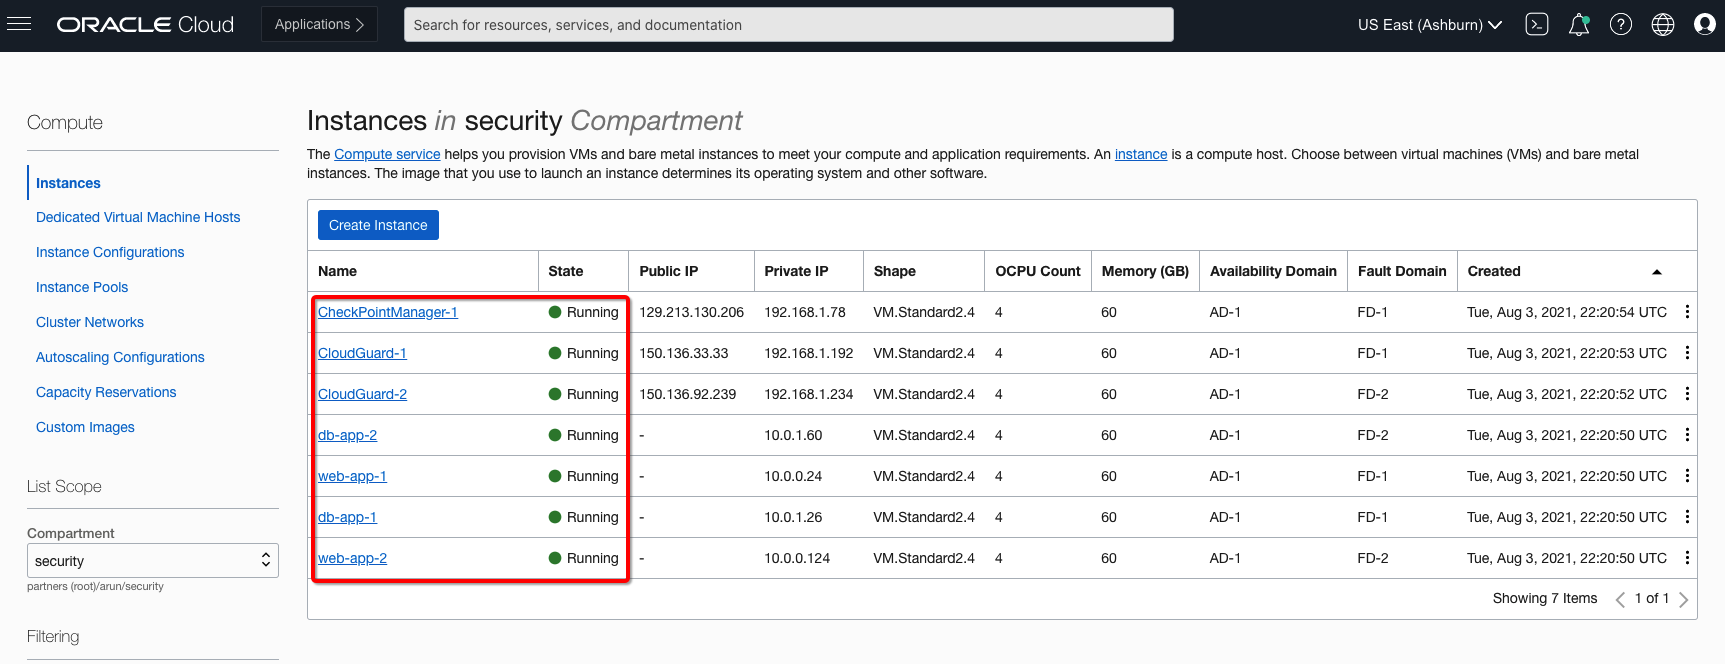 ORACLE Cloud
Applications
Search for resources, services, and documentation
US East (Ashburn)
Compute
Instances
Dedicated Virtual Machine Hosts
Instance Configurations
Instance Pools
Cluster Networks
Autoscaling Configurations
Capacity Reservations
Custom Images
List Scope
Compartment
security
partners (root)/arun/security
Filtering
Instances in security Compartment
The Compute service helps you provision VMs and bare metal instances to meet your compute and application requirements. An instance is a compute host. Choose between virtual machines (VMs) and bare metal
instances. The image that you use to launch an instance determines its operating system and other software.
Create Instance
Name State Public IP Private IP Shape OCPU Count Memory (GB) Availability Domain Fault Domain Created
CheckPointManager-1 Running 129.213.130.206 192.168.1.78 VM.Standard2.4 4 60 AD-1 FD-1 Tue, Aug 3, 2021, 22:20:54 UTC
CloudGuard-1 Running 150.136.33.33 192.168.1.192 VM.Standard2.4 4 60 AD-1 FD-1 Tue, Aug 3, 2021, 22:20:53 UTC
CloudGuard-2 Running 150.136.92.239 192.168.1.234 VM.Standard2.4 4 60 AD-1 FD-2 Tue, Aug 3, 2021, 22:20:52 UTC
db-app-2 Running - 10.0.1.60 VM.Standard2.4 4 60 AD-1 FD-2 Tue, Aug 3, 2021, 22:20:50 UTC
web-app-1 Running - 10.0.0.24 VM.Standard2.4 4 60 AD-1 FD-1 Tue, Aug 3, 2021, 22:20:50 UTC
db-app-1 Running - 10.0.1.26 VM.Standard2.4 4 60 AD-1 FD-1 Tue, Aug 3, 2021, 22:20:50 UTC
web-app-2 Running - 10.0.0.124 VM.Standard2.4 4 60 AD-1 FD-2 Tue, Aug 3, 2021, 22:20:50 UTC
Showing 7 Items 1 of 1